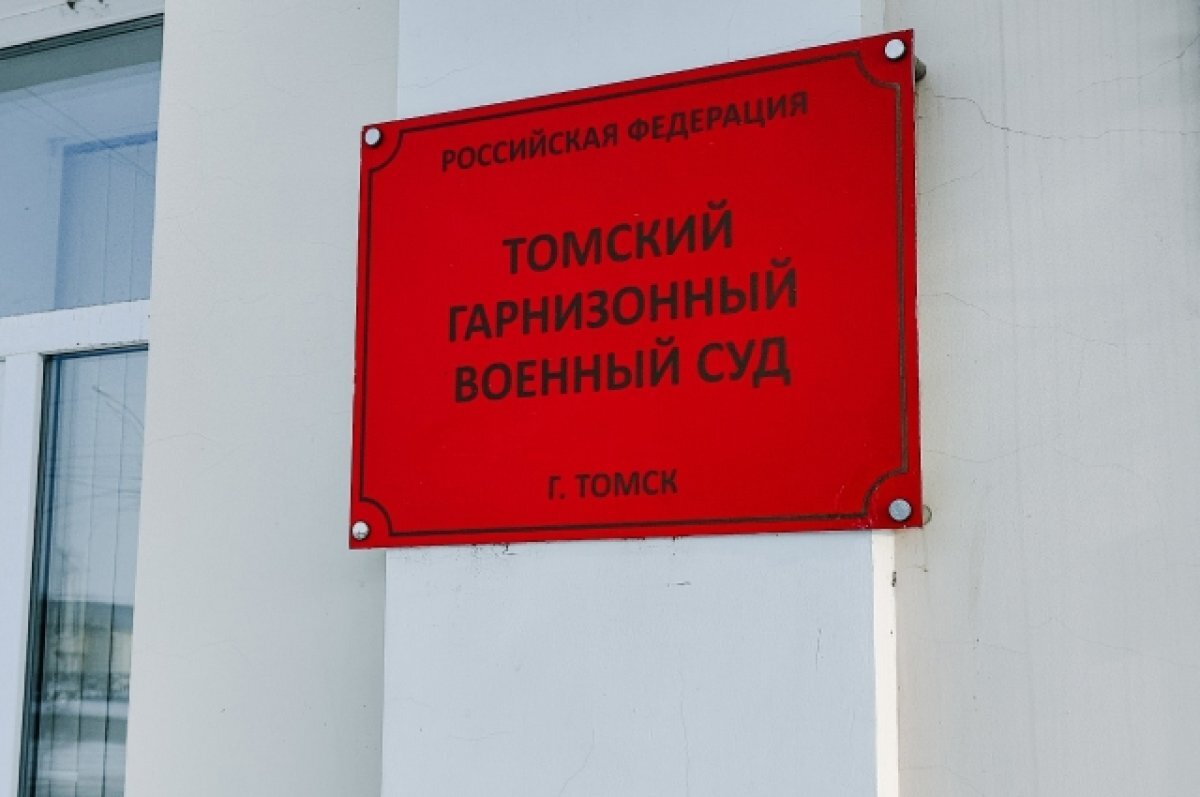 РОССИЙСКАЯ ФЕДЕРАЦИЯ
ТОМСКИЙ
ГАРНИЗОННЫЙ
ВОЕННЫЙ СУД
Г. ТОМСК